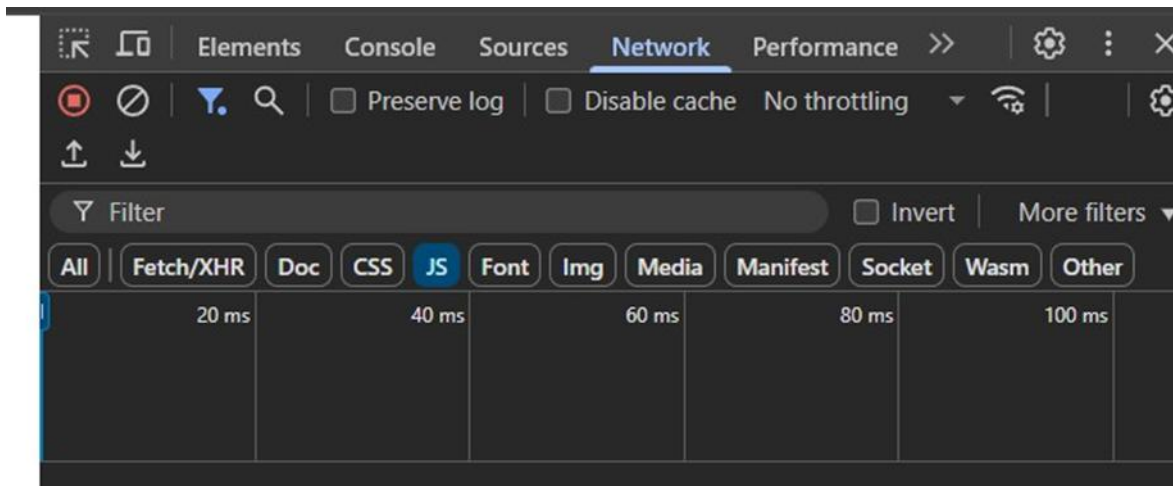 Elements Console Sources Network Performance
Preserve log Disable cache No throttling
Filter Invert More filters
All Fetch/XHR Doc CSS JS Font Img Media Manifest Socket Wasm Other
20 ms 40 ms 60 ms 80 ms 100 ms